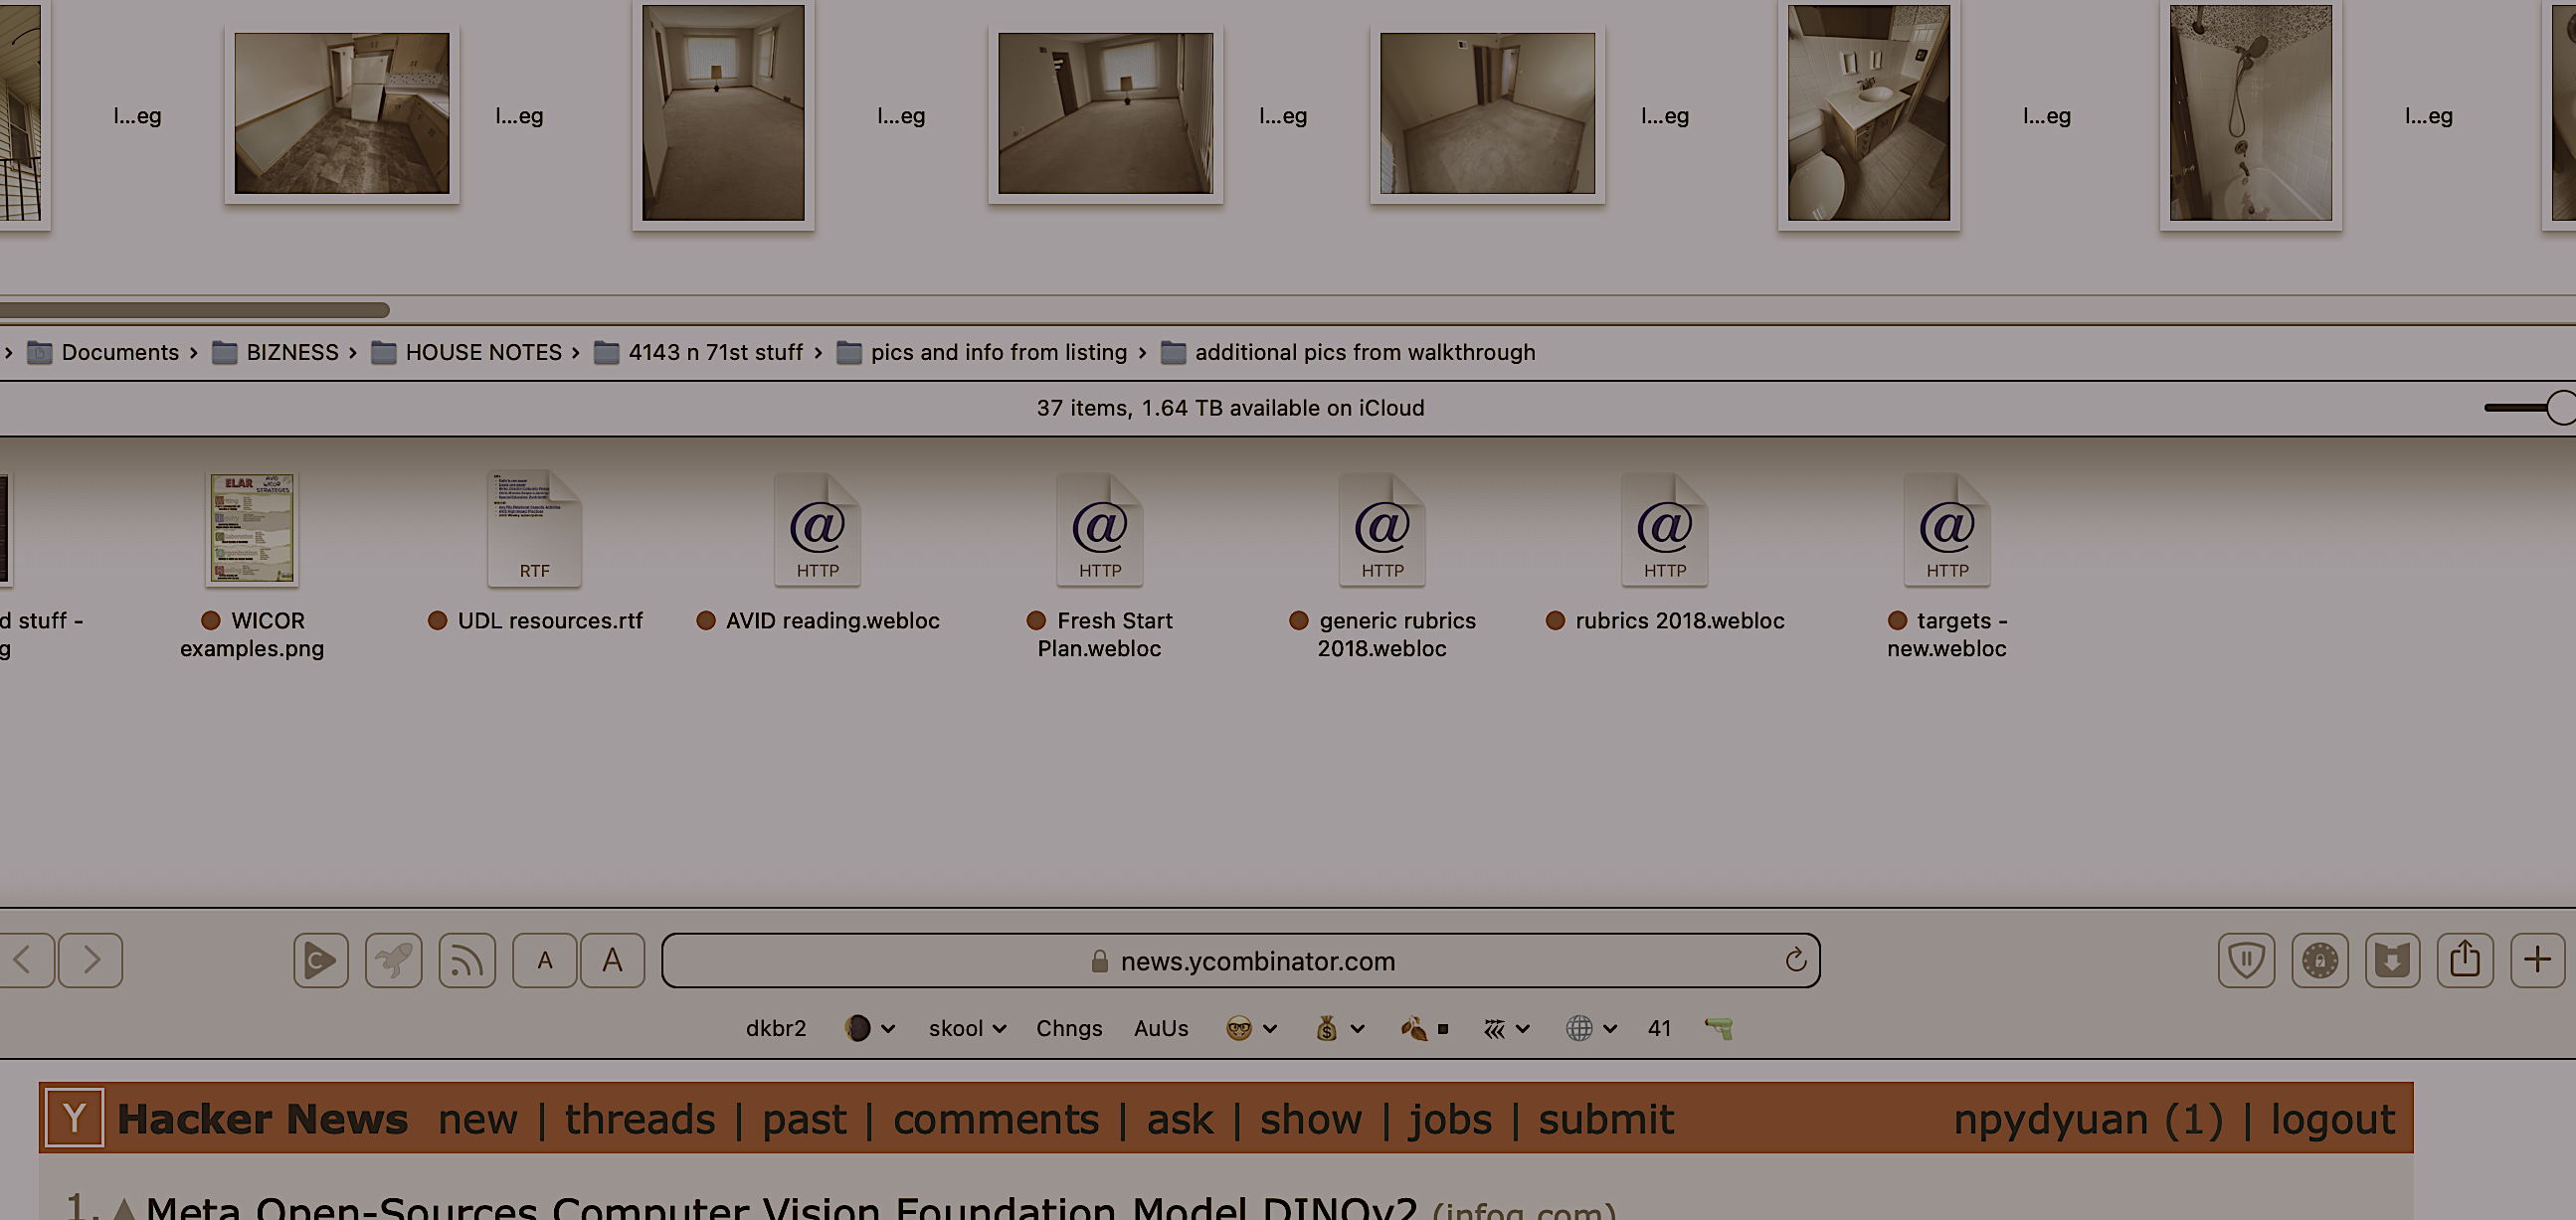 l...eg
l...eg
l...eg
l...eg
l...eg
l...eg
l...eg
Documents › BIZNESS › HOUSE NOTES › 4143 n 71st stuff › pics and info from listing › additional pics from walkthrough
37 items, 1.64 TB available on iCloud
ELAR
AVID
WICOR
STRATEGIES
RTF
HTTP
HTTP
HTTP
HTTP
HTTP
d stuff -
g
WICOR
examples.png
UDL resources.rtf
AVID reading.webloc
Fresh Start
Plan.webloc
generic rubrics
2018.webloc
rubrics 2018.webloc
targets -
new.webloc
A A news.ycombinator.com
dkbr2 skool Chngs AuUs 41
Y Hacker News new | threads | past | comments | ask | show | jobs | submit npydyuan (1) | logout
1. Meta Open-Sources Computer Vision Foundation Model DINOv2 (infoq.com)